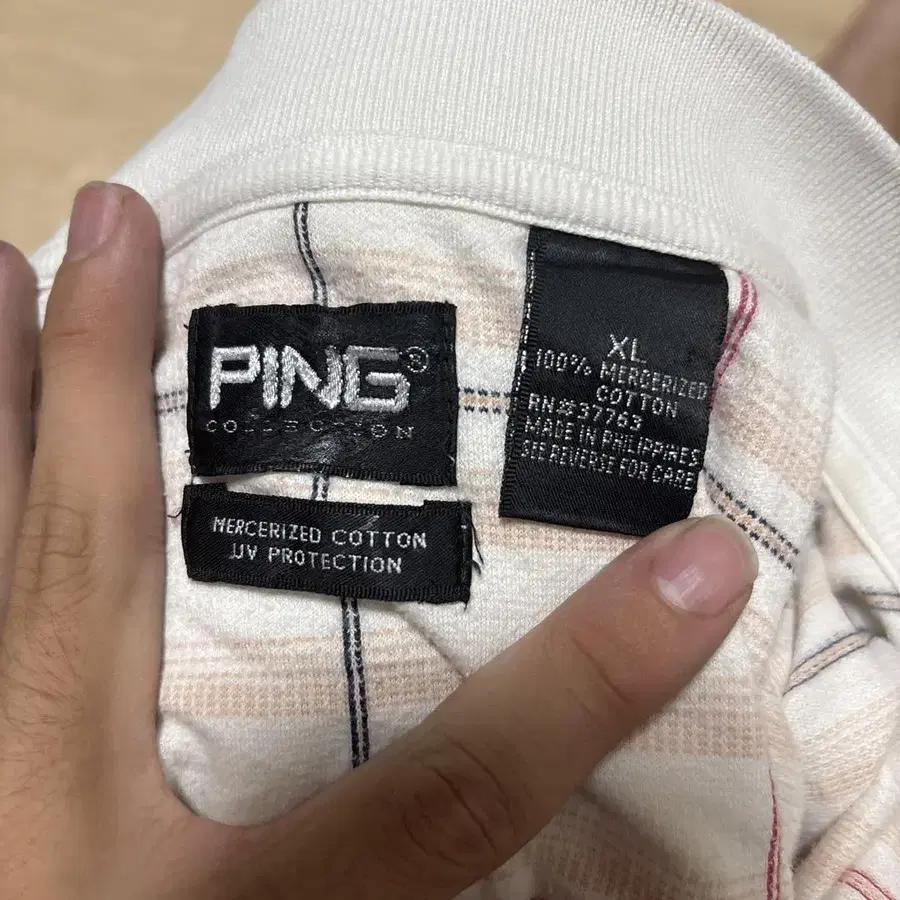 PING®
COLLECTION
MERCERIZED COTTON
UV PROTECTION
XL
100% MERCERIZED
COTTON
RN# 37763
MADE IN PHILIPPINES
SEE REVERSE FOR CARE